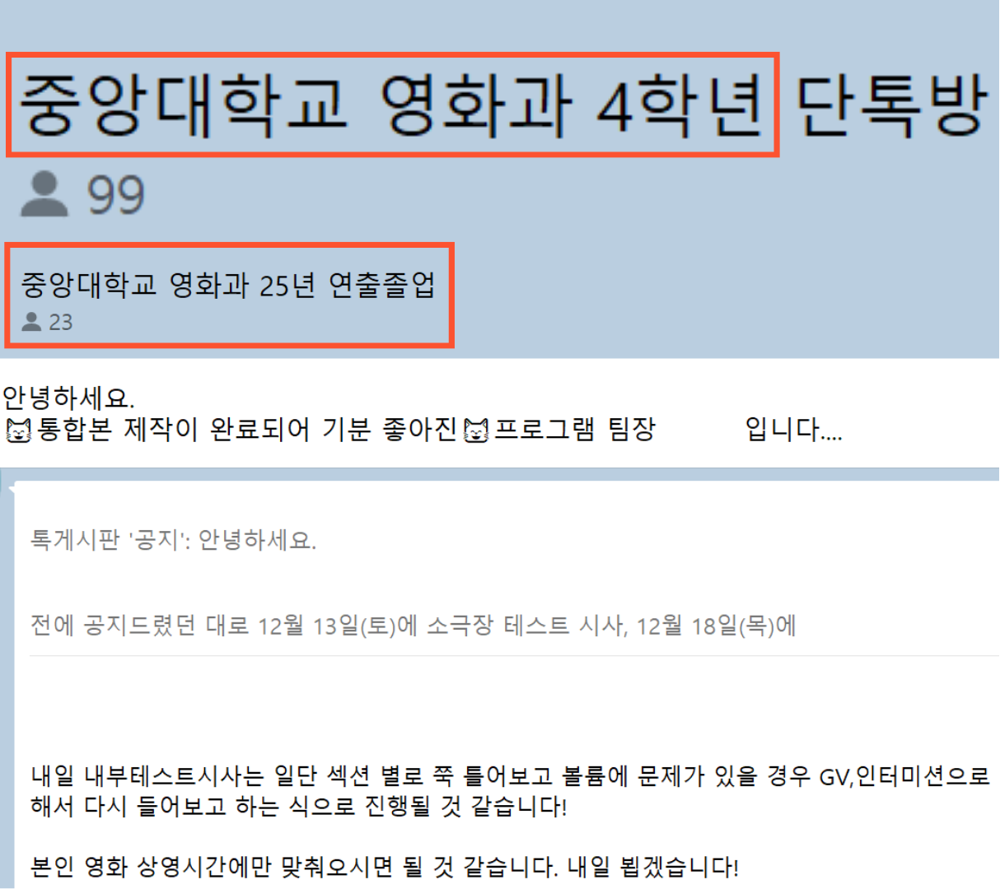 중앙대학교 영화과 4학년 단톡방
99
중앙대학교 영화과 25년 연출졸업
23
안녕하세요.
😺통합본 제작이 완료되어 기분 좋아진😺프로그램 팀장 입니다....
톡게시판 '공지': 안녕하세요.
전에 공지드렸던 대로 12월 13일(토)에 소극장 테스트 시사, 12월 18일(목)에
내일 내부테스트시사는 일단 섹션 별로 쭉 틀어보고 볼륨에 문제가 있을 경우 GV,인터미션으로
해서 다시 들어보고 하는 식으로 진행될 것 같습니다!
본인 영화 상영시간에만 맞춰오시면 될 것 같습니다. 내일 뵙겠습니다!